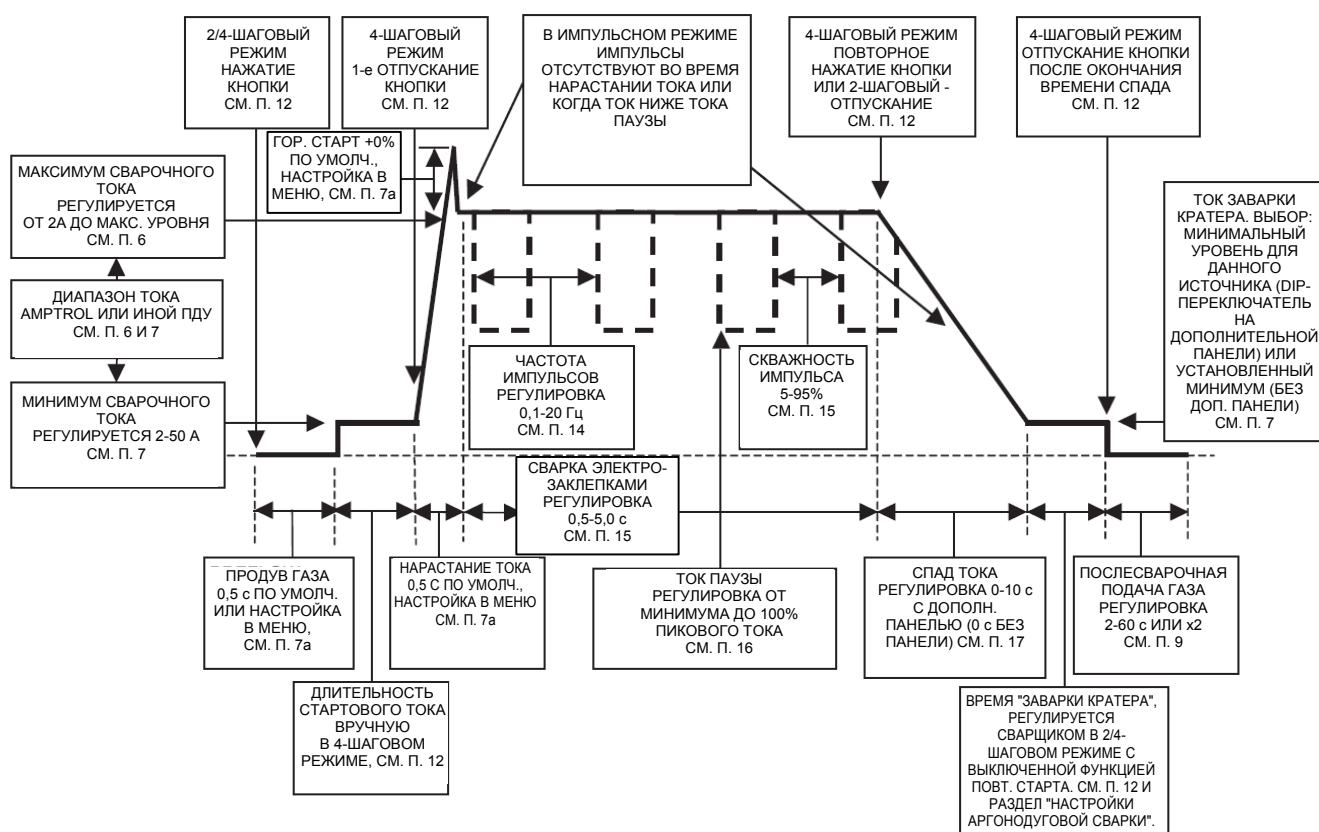 2/4-ШАГОВЫЙ
РЕЖИМ
НАЖАТИЕ
КНОПКИ
СМ. П. 12
4-ШАГОВЫЙ
РЕЖИМ
1-е ОТПУСКАНИЕ
КНОПКИ
СМ. П. 12
В ИМПУЛЬСНОМ РЕЖИМЕ
ИМПУЛЬСЫ
ОТСУТСТВУЮТ ВО ВРЕМЯ
НАРАСТАНИИ ТОКА ИЛИ
КОГДА ТОК НИЖЕ ТОКА
ПАУЗЫ
4-ШАГОВЫЙ РЕЖИМ
ПОВТОРНОЕ
НАЖАТИЕ КНОПКИ
ИЛИ 2-ШАГОВЫЙ -
ОТПУСКАНИЕ
СМ. П. 12
4-ШАГОВЫЙ РЕЖИМ
ОТПУСКАНИЕ КНОПКИ
ПОСЛЕ ОКОНЧАНИЯ
ВРЕМЕНИ СПАДА
СМ. П. 12
ГОР. СТАРТ +0%
ПО УМОЛЧ.,
НАСТРОЙКА В
МЕНЮ, СМ. П. 7а
МАКСИМУМ СВАРОЧНОГО
ТОКА
РЕГУЛИРУЕТСЯ
ОТ 2А ДО МАКС. УРОВНЯ
СМ. П. 6
ДИАПАЗОН ТОКА
AMPTROL ИЛИ ИНОЙ ПДУ
СМ. П. 6 И 7
МИНИМУМ СВАРОЧНОГО
ТОКА
РЕГУЛИРУЕТСЯ 2-50 А
СМ. П. 7
ТОК ЗАВАРКИ
КРАТЕРА. ВЫБОР:
МИНИМАЛЬНЫЙ
УРОВЕНЬ ДЛЯ
ДАННОГО
ИСТОЧНИКА (DIP-
ПЕРЕКЛЮЧАТЕЛЬ
НА
ДОПОЛНИТЕЛЬНОЙ
ПАНЕЛИ) ИЛИ
УСТАНОВЛЕННЫЙ
МИНИМУМ (БЕЗ
ДОП. ПАНЕЛИ)
СМ. П. 7
ЧАСТОТА
ИМПУЛЬСОВ
РЕГУЛИРОВКА
0,1-20 Гц
СМ. П. 14
СКВАЖНОСТЬ
ИМПУЛЬСА
5-95%
СМ. П. 15
СВАРКА ЭЛЕКТРО-
ЗАКЛЕПКАМИ
РЕГУЛИРОВКА
0,5-5,0 с
СМ. П. 15
ПРОДУВ ГАЗА
0,5 с ПО УМОЛЧ.
ИЛИ НАСТРОЙКА
В МЕНЮ,
СМ. П. 7а
НАРАСТАНИЕ ТОКА
0,5 С ПО УМОЛЧ.,
НАСТРОЙКА В МЕНЮ
СМ. П. 7а
ТОК ПАУЗЫ
РЕГУЛИРОВКА ОТ
МИНИМУМА ДО 100%
ПИКОВОГО ТОКА
СМ. П. 16
СПАД ТОКА
РЕГУЛИРОВКА 0-10 с
С ДОПОЛН.
ПАНЕЛЬЮ (0 с БЕЗ
ПАНЕЛИ) СМ. П. 17
ПОСЛЕСВАРОЧНАЯ
ПОДАЧА ГАЗА
РЕГУЛИРОВКА
2-60 с ИЛИ х2
СМ. П. 9
ДЛИТЕЛЬНОСТЬ
СТАРТОВОГО ТОКА
ВРУЧНУЮ
В 4-ШАГОВОМ
РЕЖИМЕ, СМ. П. 12
ВРЕМЯ "ЗАВАРКИ КРАТЕРА",
РЕГУЛИРУЕТСЯ
СВАРЩИКОМ В 2/4-
ШАГОВОМ РЕЖИМЕ С
ВЫКЛЮЧЕННОЙ ФУНКЦИЕЙ
ПОВТ. СТАРТА. СМ. П. 12 И
РАЗДЕЛ "НАСТРОЙКИ
АРГОНОДУГОВОЙ СВАРКИ".